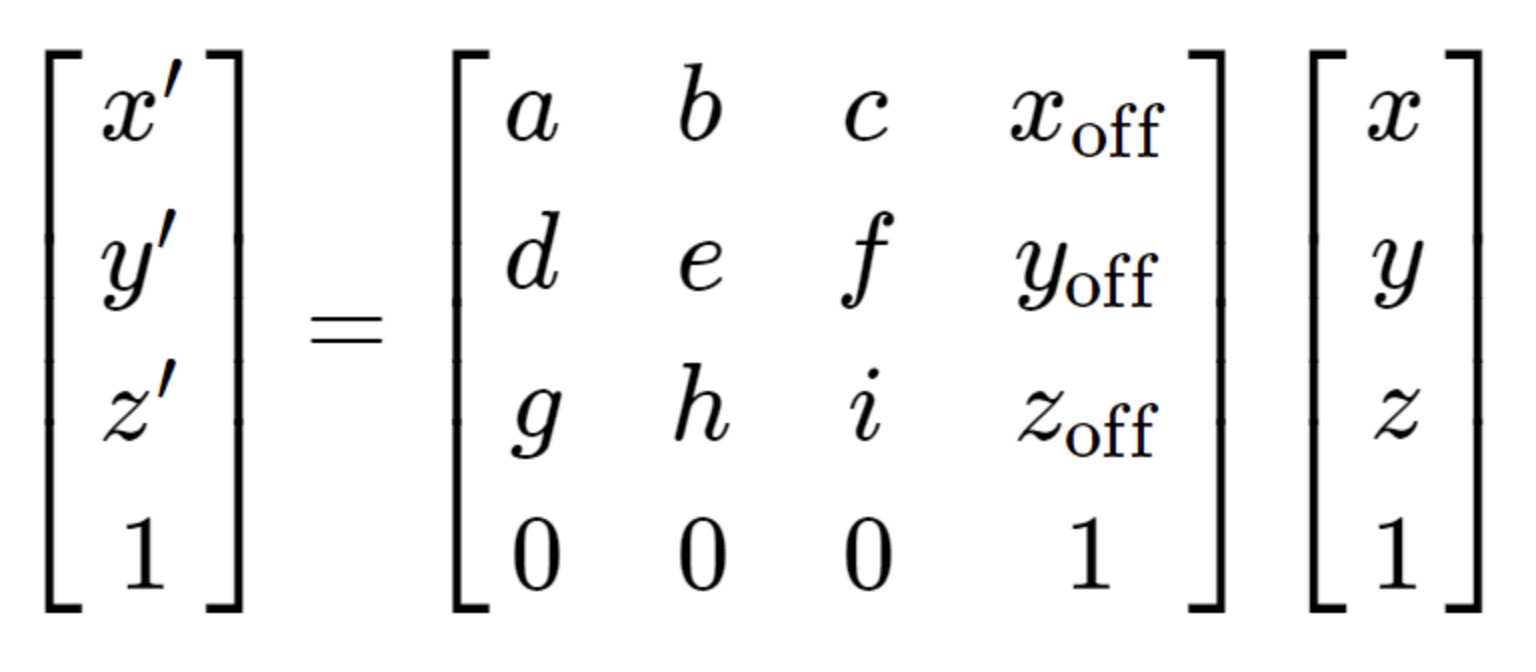 [x′] = [a b c x_off] [x]
[y′] = [d e f y_off] [y]
[z′] = [g h i z_off] [z]
[1] = [0 0 0 1] [1]